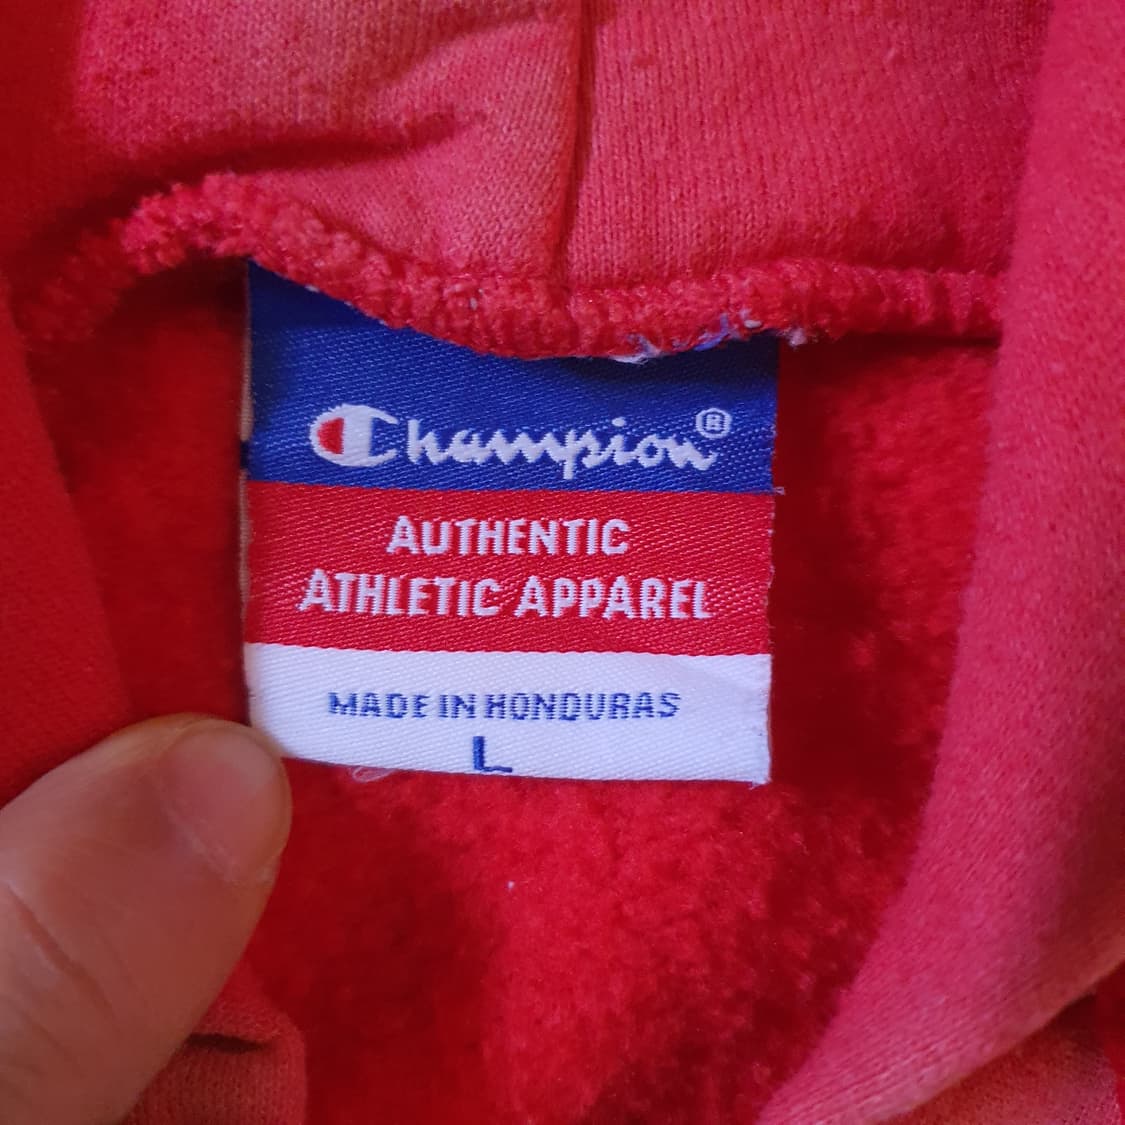 Champion®
AUTHENTIC
ATHLETIC APPAREL
MADE IN HONDURAS
L